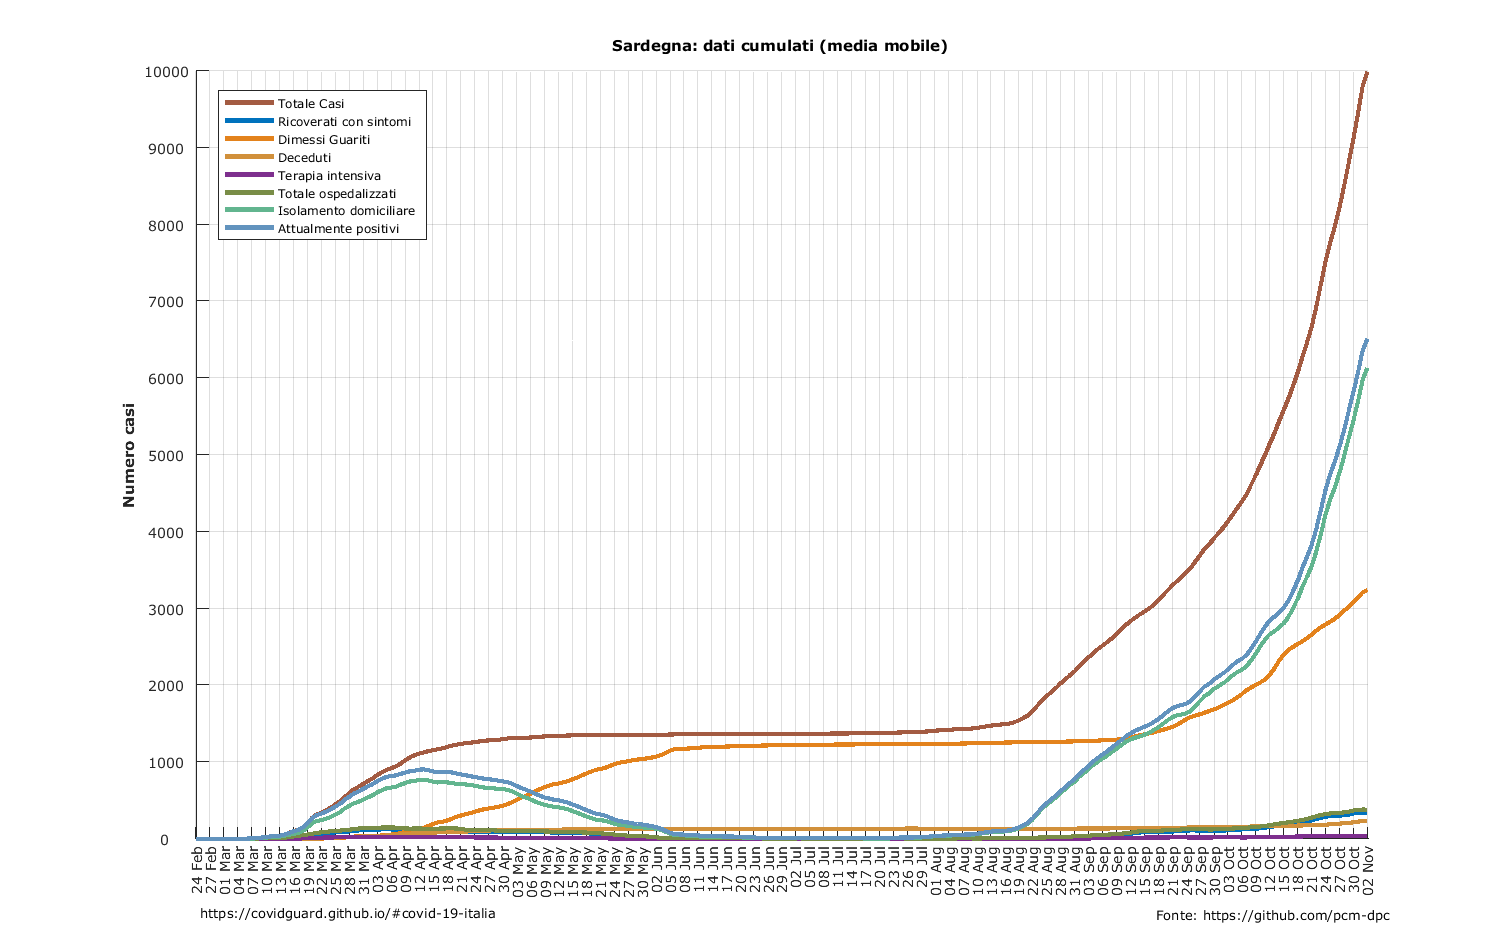 Sardegna: dati cumulati (media mobile)
10000
9000
8000
7000
6000
5000
4000
3000
2000
1000
0
Numero casi
Totale Casi
Ricoverati con sintomi
Dimessi Guariti
Deceduti
Terapia intensiva
Totale ospedalizzati
Isolamento domiciliare
Attualmente positivi
24 Feb
27 Feb
01 Mar
04 Mar
07 Mar
10 Mar
13 Mar
16 Mar
19 Mar
22 Mar
25 Mar
28 Mar
31 Mar
03 Apr
06 Apr
09 Apr
12 Apr
15 Apr
18 Apr
21 Apr
24 Apr
27 Apr
30 Apr
03 May
06 May
09 May
12 May
15 May
18 May
21 May
24 May
27 May
30 May
02 Jun
05 Jun
08 Jun
11 Jun
14 Jun
17 Jun
20 Jun
23 Jun
26 Jun
29 Jun
02 Jul
05 Jul
08 Jul
11 Jul
14 Jul
17 Jul
20 Jul
23 Jul
26 Jul
29 Jul
01 Aug
04 Aug
07 Aug
10 Aug
13 Aug
16 Aug
19 Aug
22 Aug
25 Aug
28 Aug
31 Aug
03 Sep
06 Sep
09 Sep
12 Sep
15 Sep
18 Sep
21 Sep
24 Sep
27 Sep
30 Sep
03 Oct
06 Oct
09 Oct
12 Oct
15 Oct
18 Oct
21 Oct
24 Oct
27 Oct
30 Oct
02 Nov
https://covidguard.github.io/#covid-19-italia
Fonte: https://github.com/pcm-dpc